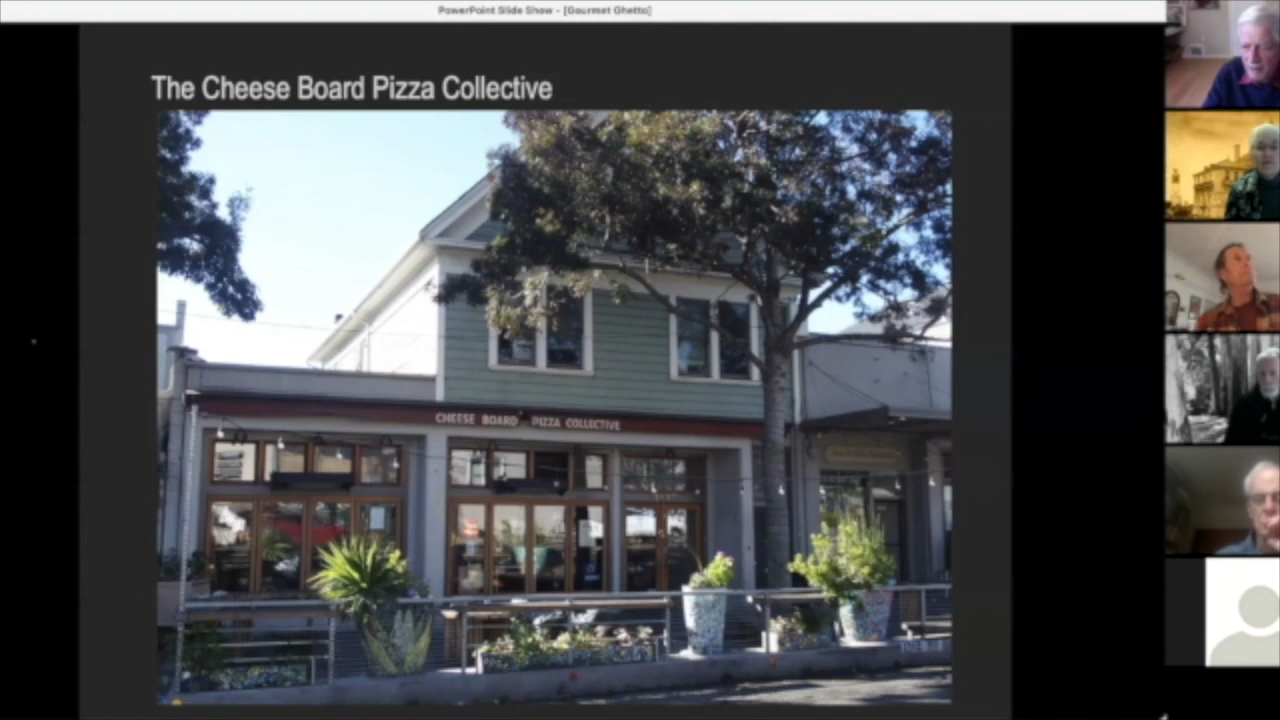 PowerPoint Slide Show - [Gourmet Ghetto]
The Cheese Board Pizza Collective
CHEESE BOARD PIZZA COLLECTIVE